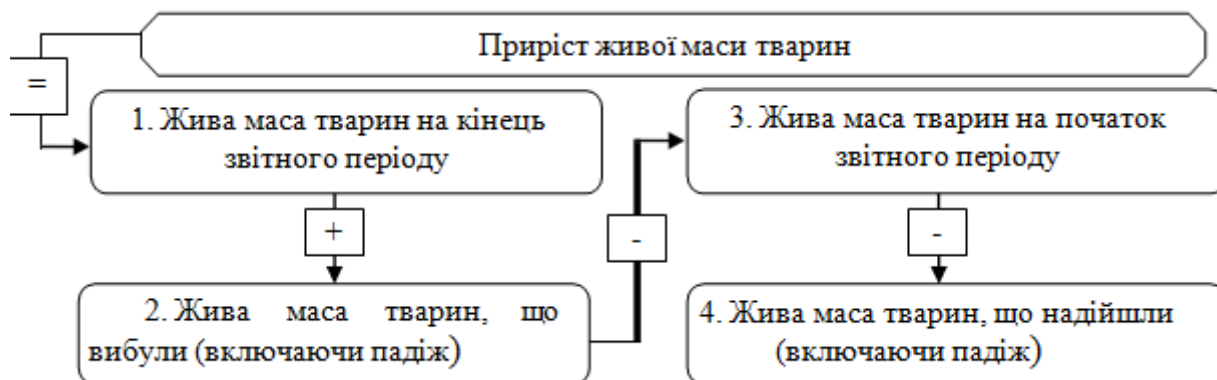 Приріст живої маси тварин
=
1. Жива маса тварин на кінець
звітного періоду
+
2. Жива маса тварин, що
вибули (включаючи падіж)
-
3. Жива маса тварин на початок
звітного періоду
-
4. Жива маса тварин, що надійшли
(включаючи падіж)